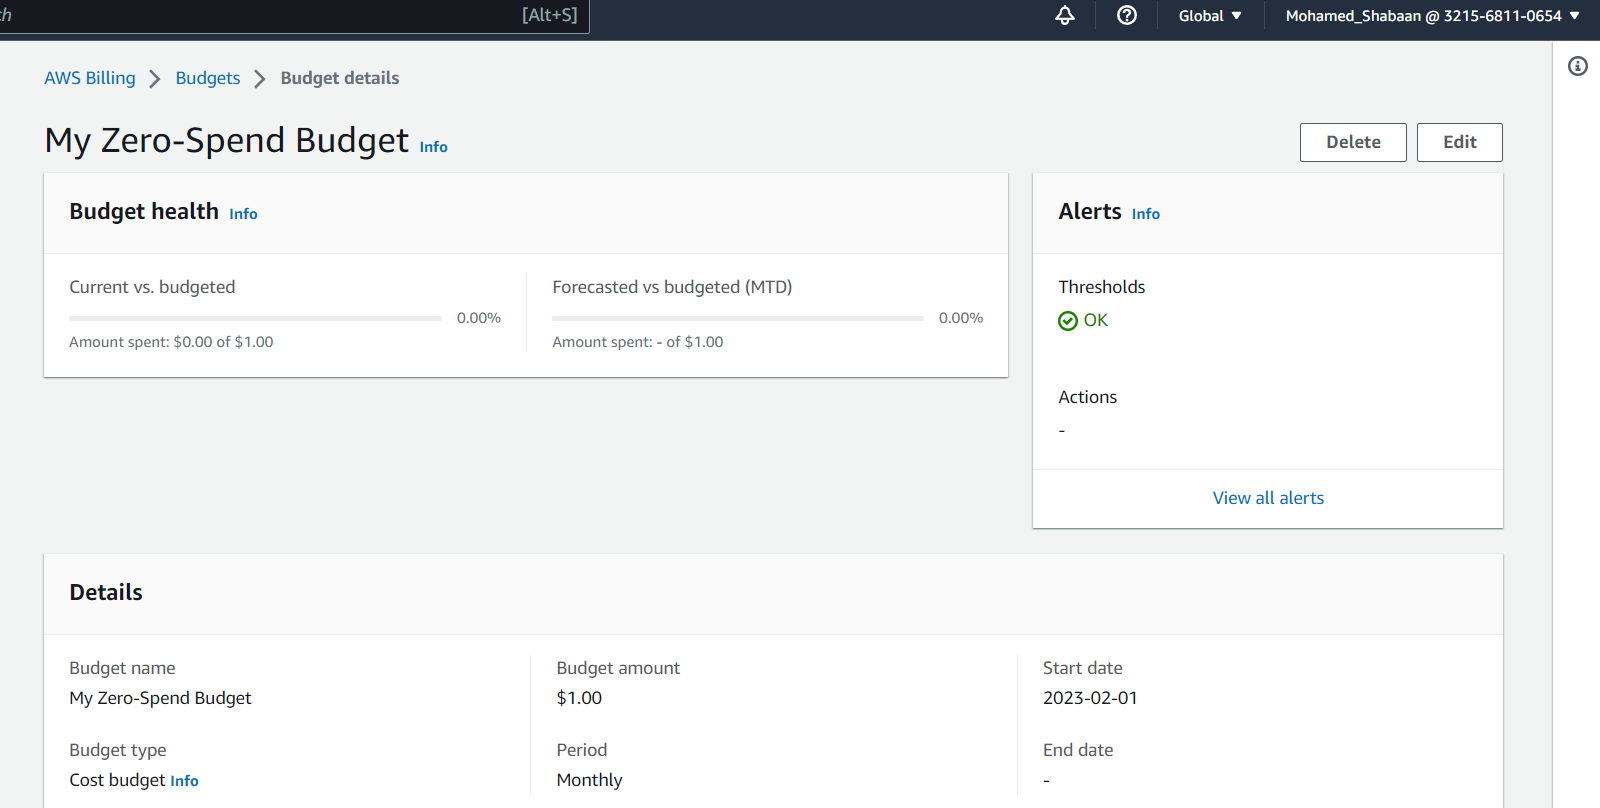 [Alt+S] Global Mohamed_Shabaan @ 3215-6811-0654
AWS Billing Budgets Budget details
My Zero-Spend Budget Info
Delete Edit
Budget health Info
Current vs. budgeted
0.00%
Amount spent: $0.00 of $1.00
Forecasted vs budgeted (MTD)
0.00%
Amount spent: - of $1.00
Alerts Info
Thresholds
OK
Actions
-
View all alerts
Details
Budget name
My Zero-Spend Budget
Budget type
Cost budget Info
Budget amount
$1.00
Period
Monthly
Start date
2023-02-01
End date
-